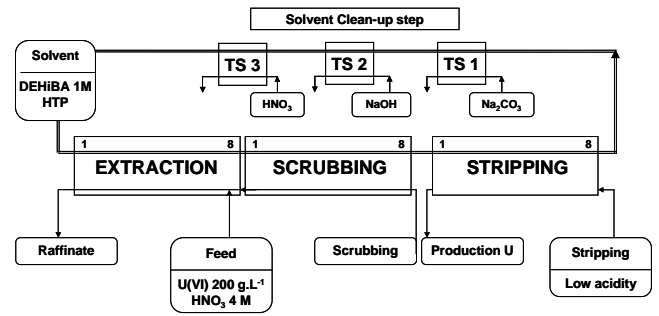 Solvent Clean-up step
Solvent
DEHiBA 1M
HTP
TS 3
TS 2
TS 1
HNO₃
NaOH
Na₂CO₃
1 8
EXTRACTION
1 8
SCRUBBING
1 8
STRIPPING
Raffinate
Feed
U(VI) 200 g.L⁻¹
HNO₃ 4 M
Scrubbing
Production U
Stripping
Low acidity